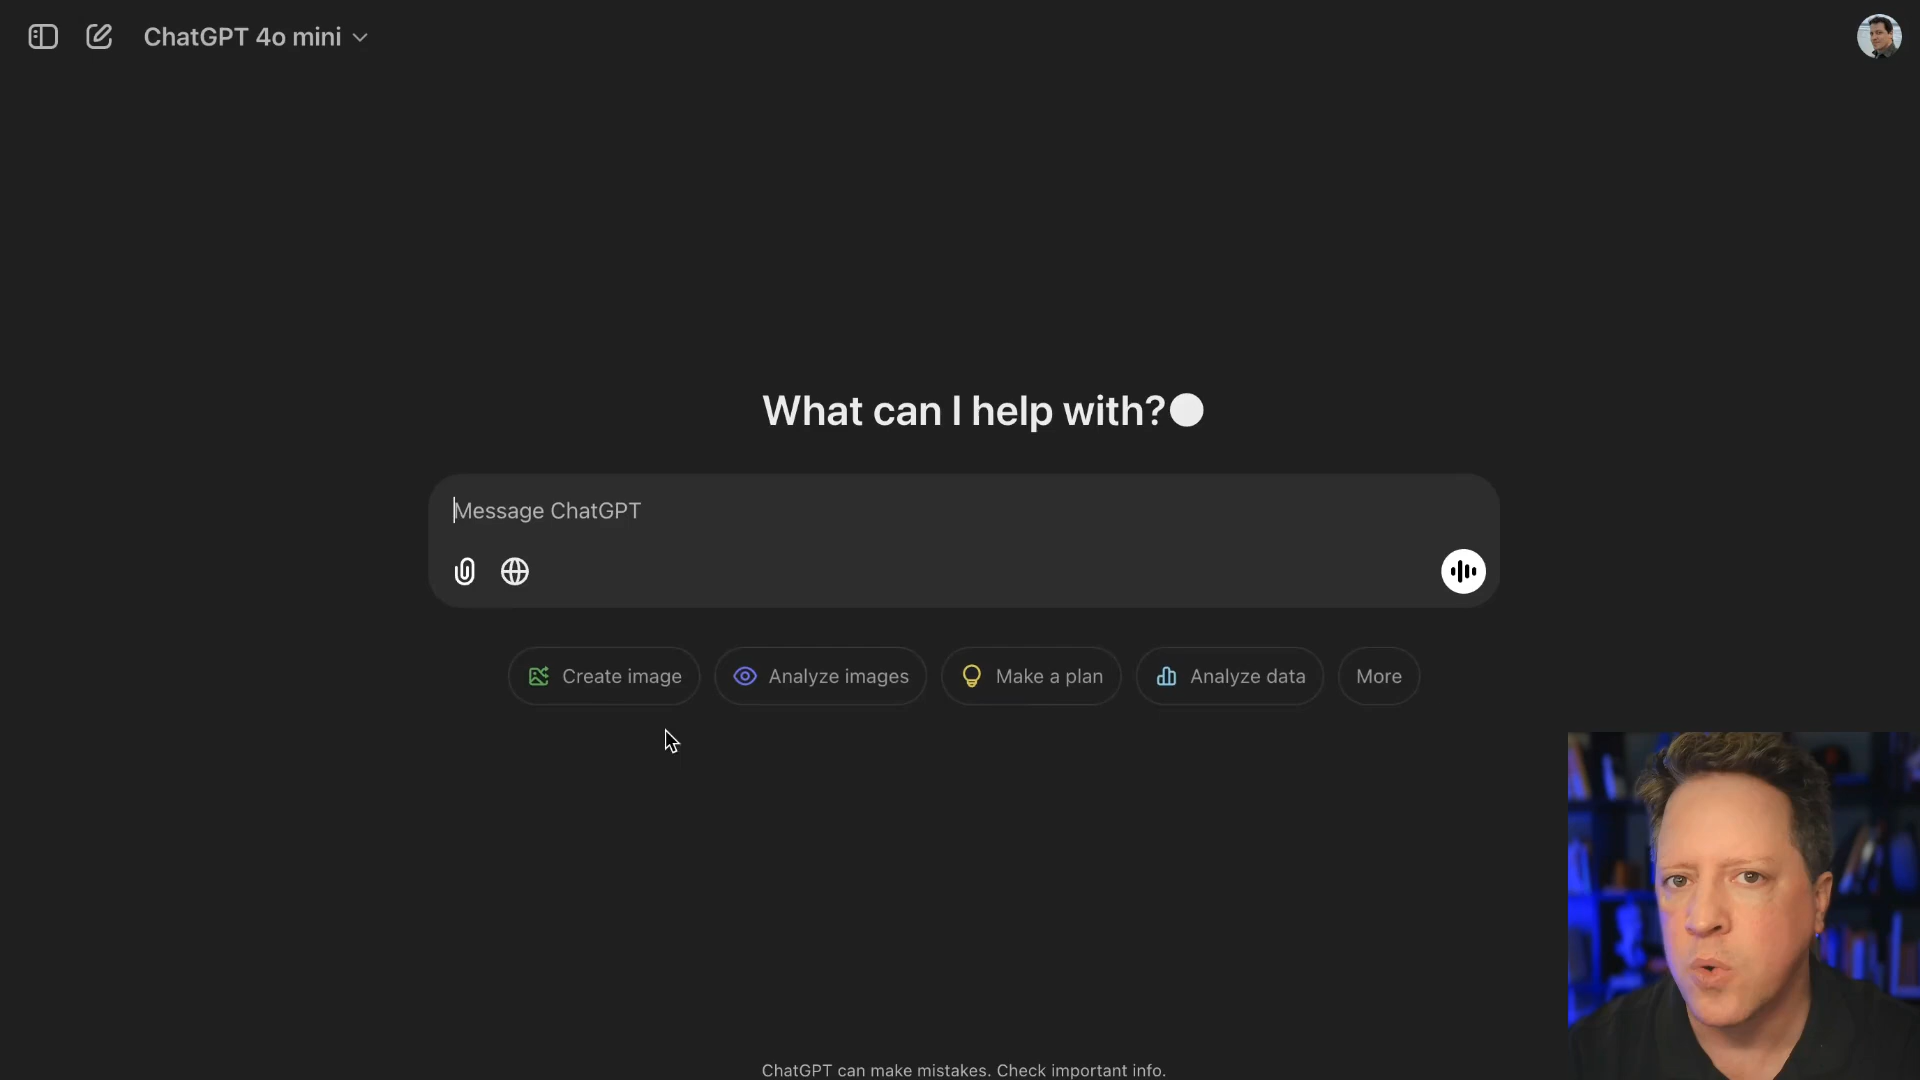 ChatGPT 4o mini
What can I help with?
Message ChatGPT
Create image
Analyze images
Make a plan
Analyze data
More
ChatGPT can make mistakes. Check important info.